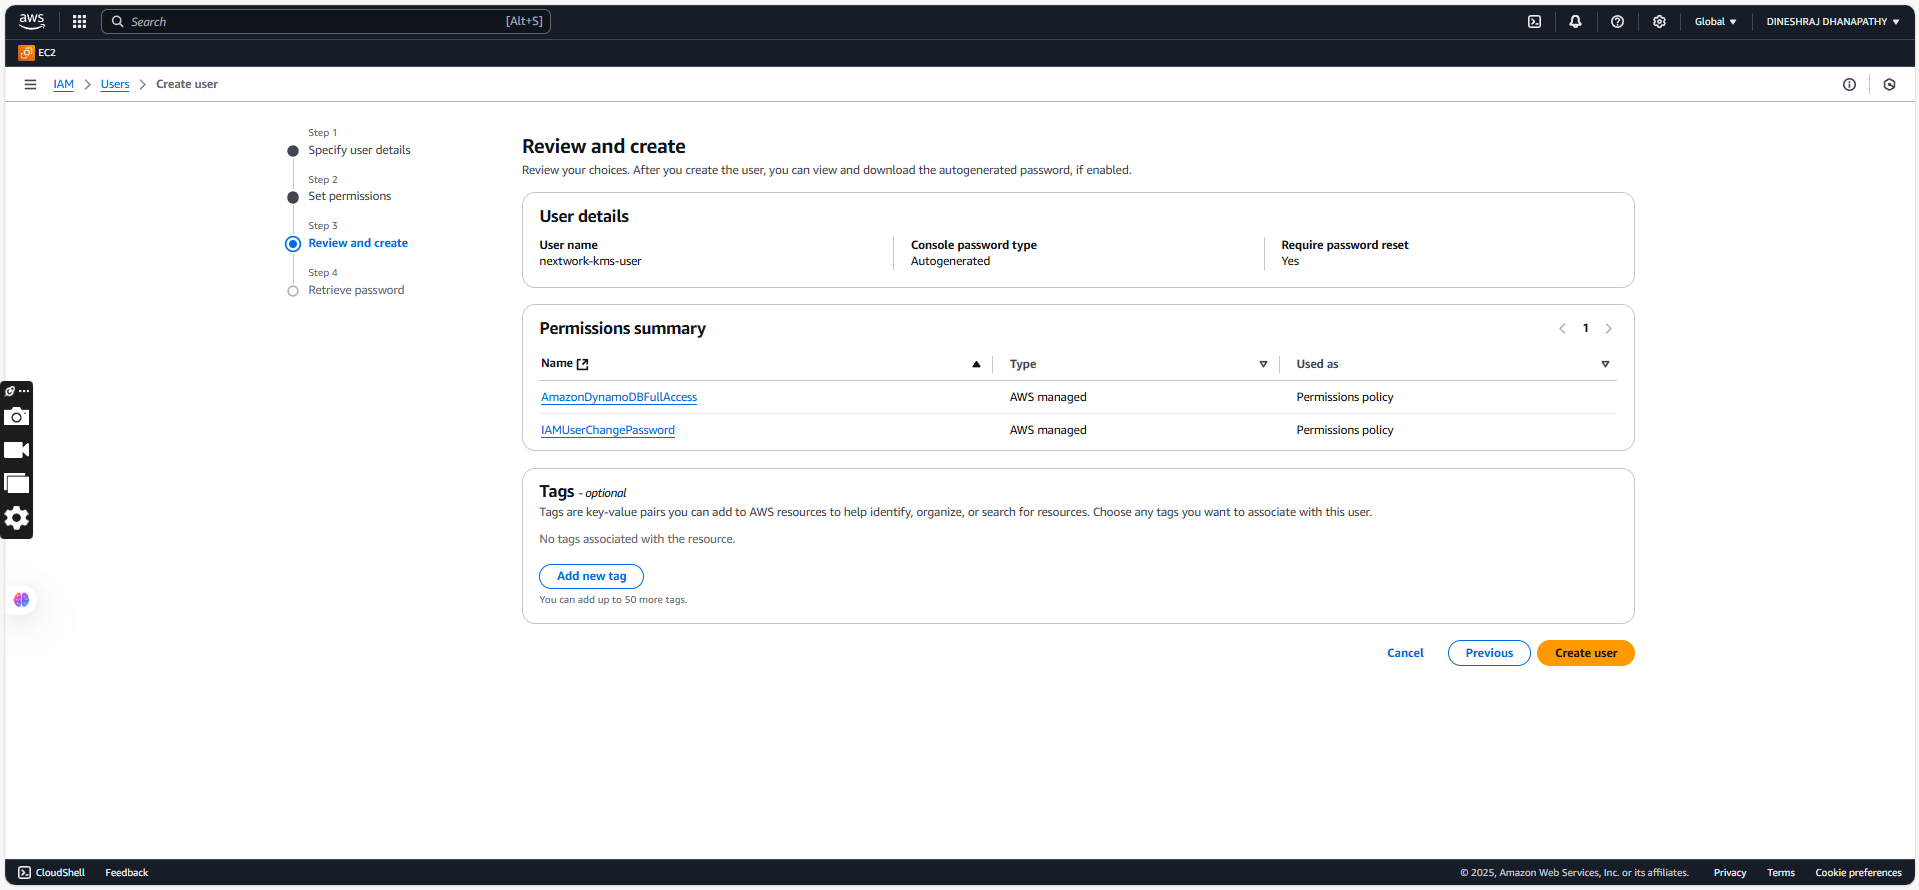 aws
Search [Alt+S] Global DINESHRAJ DHANAPATHY
EC2
IAM Users Create user
Step 1
Specify user details
Step 2
Set permissions
Step 3
Review and create
Step 4
Retrieve password
Review and create
Review your choices. After you create the user, you can view and download the autogenerated password, if enabled.
User details
User name Console password type Require password reset
nextwork-kms-user Autogenerated Yes
Permissions summary
1
Name Type Used as
AmazonDynamoDBFullAccess AWS managed Permissions policy
IAMUserChangePassword AWS managed Permissions policy
Tags - optional
Tags are key-value pairs you can add to AWS resources to help identify, organize, or search for resources. Choose any tags you want to associate with this user.
No tags associated with the resource.
Add new tag
You can add up to 50 more tags.
Cancel Previous Create user
CloudShell Feedback © 2025, Amazon Web Services, Inc. or its affiliates. Privacy Terms Cookie preferences